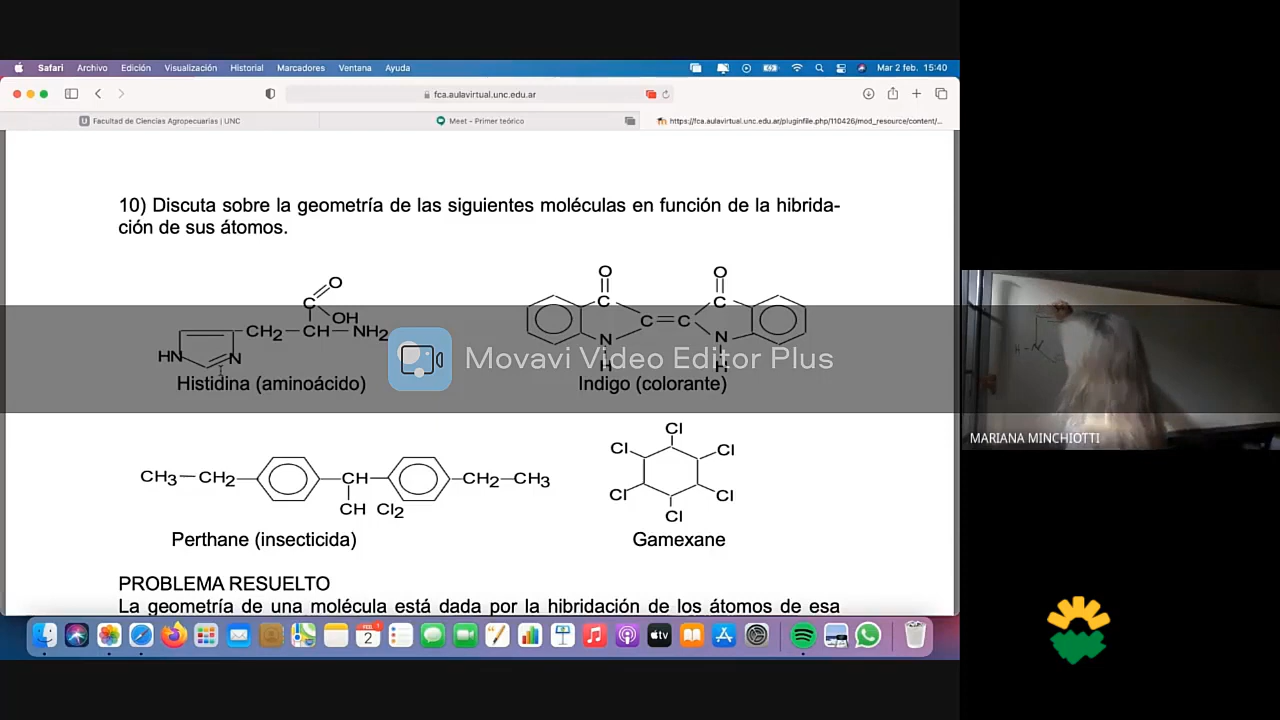 Safari Archivo Edición Visualización Historial Marcadores Ventana Ayuda Mar 2 feb. 15:40
fca.aulavirtual.unc.edu.ar
Facultad de Ciencias Agropecuarias | UNC Meet - Primer teórico https://fca.aulavirtual.unc.edu.ar/pluginfile.php/110426/mod_resource/content/...
10) Discuta sobre la geometría de las siguientes moléculas en función de la hibrida-
ción de sus átomos.
O O O
C C C
OH
CH2 CH NH2 C C
HN N N N
H H
Movavi Video Editor Plus
Histidina (aminoácido) Indigo (colorante)
Cl
Cl Cl
CH3 CH2 CH CH2 CH3
Cl Cl
CH Cl2 Cl
Perthane (insecticida) Gamexane
PROBLEMA RESUELTO
La geometría de una molécula está dada por la hibridación de los átomos de esa
FEB 2 tv
MARIANA MINCHIOTTI